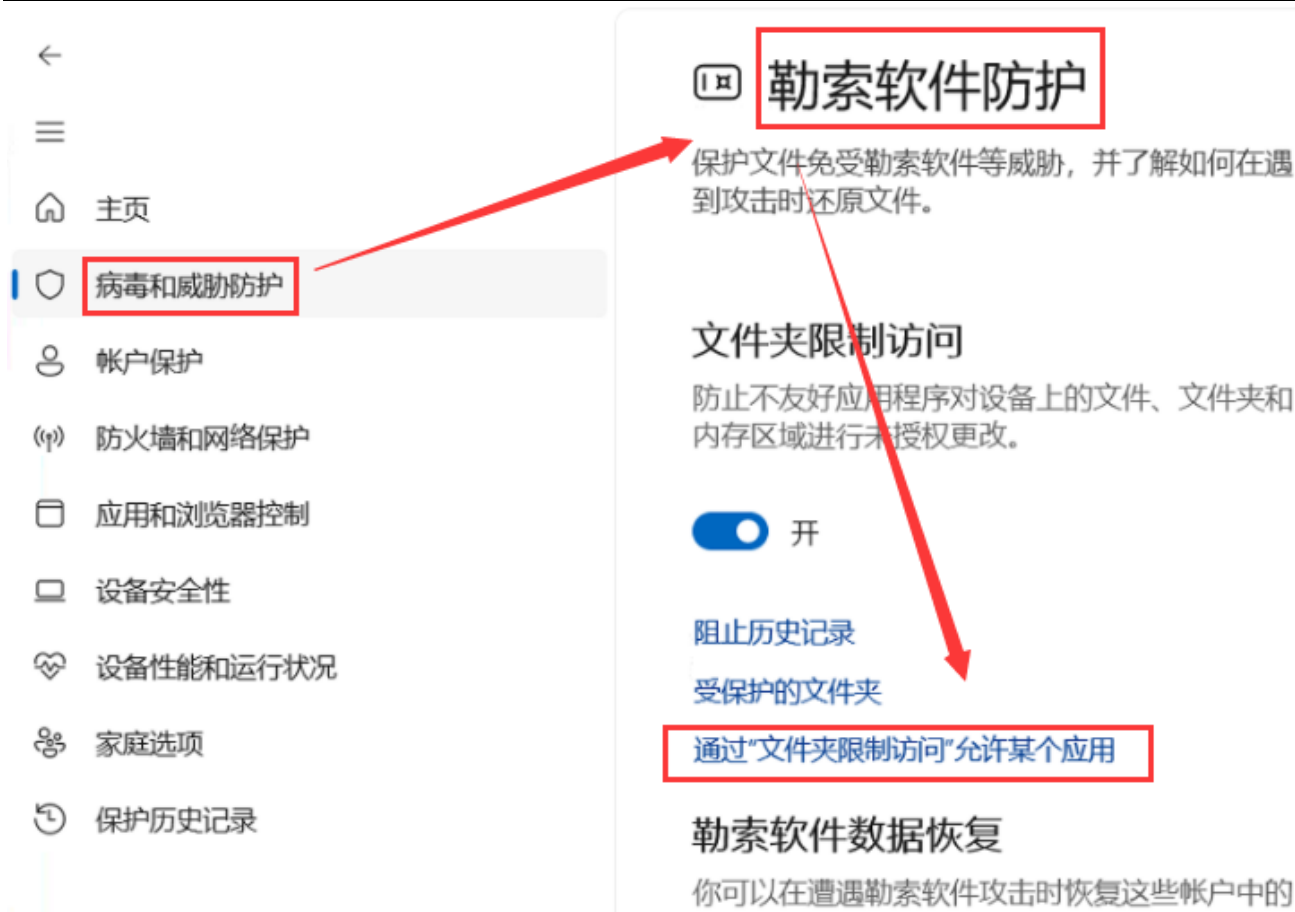 主页
病毒和威胁防护
帐户保护
防火墙和网络保护
应用和浏览器控制
设备安全性
设备性能和运行状况
家庭选项
保护历史记录
勒索软件防护
保护文件免受勒索软件等威胁，并了解如何在遇
到攻击时还原文件。
文件夹限制访问
防止不友好应用程序对设备上的文件、文件夹和
内存区域进行未授权更改。
开
阻止历史记录
受保护的文件夹
通过"文件夹限制访问"允许某个应用
勒索软件数据恢复
你可以在遭遇勒索软件攻击时恢复这些帐户中的